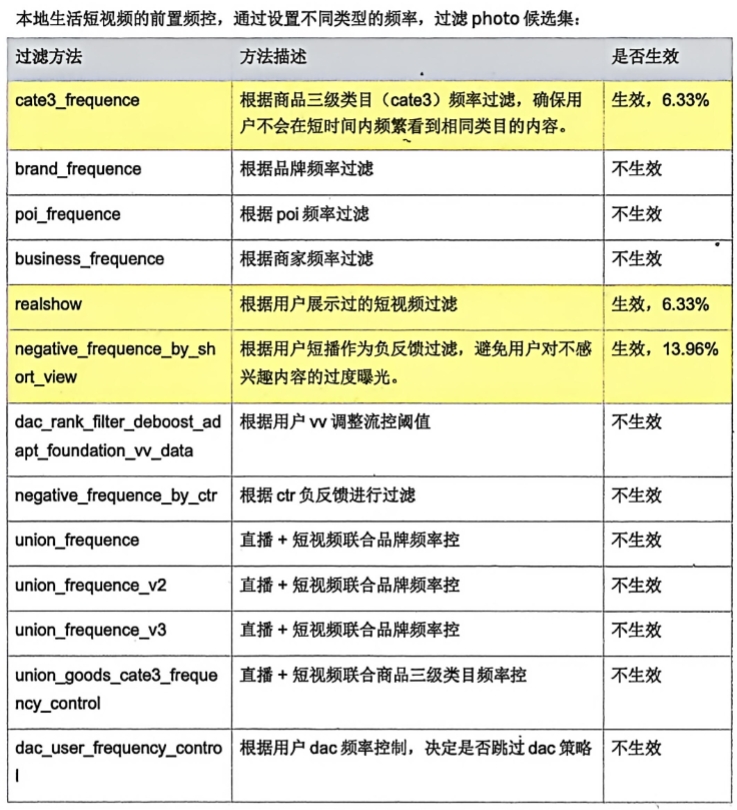 本地生活短视频的前置频控，通过设置不同类型的频率，过滤 photo 候选集：
过滤方法 方法描述 是否生效
cate3_frequence 根据商品三级类目（cate3）频率过滤，确保用 生效，6.33%
户不会在短时间内频繁看到相同类目的内容。
brand_frequence 根据品牌频率过滤 不生效
poi_frequence 根据 poi 频率过滤 不生效
business_frequence 根据商家频率过滤 不生效
realshow 根据用户展示过的短视频过滤 生效，6.33%
negative_frequence_by_sh 根据用户短播作为负反馈过滤，避免用户对不感 生效，13.96%
ort_view 兴趣内容的过度曝光。
dac_rank_filter_deboost_ad 根据用户 vv 调整流控阈值 不生效
apt_foundation_vv_data
negative_frequence_by_ctr 根据 ctr 负反馈进行过滤 不生效
union_frequence 直播 + 短视频联合品牌频率控 不生效
union_frequence_v2 直播 + 短视频联合品牌频率控 不生效
union_frequence_v3 直播 + 短视频联合品牌频率控 不生效
union_goods_cate3_freque 直播 + 短视频联合商品三级类目频率控 不生效
ncy_control
dac_user_frequency_contro 根据用户 dac 频率控制，决定是否跳过 dac 策略 不生效
l